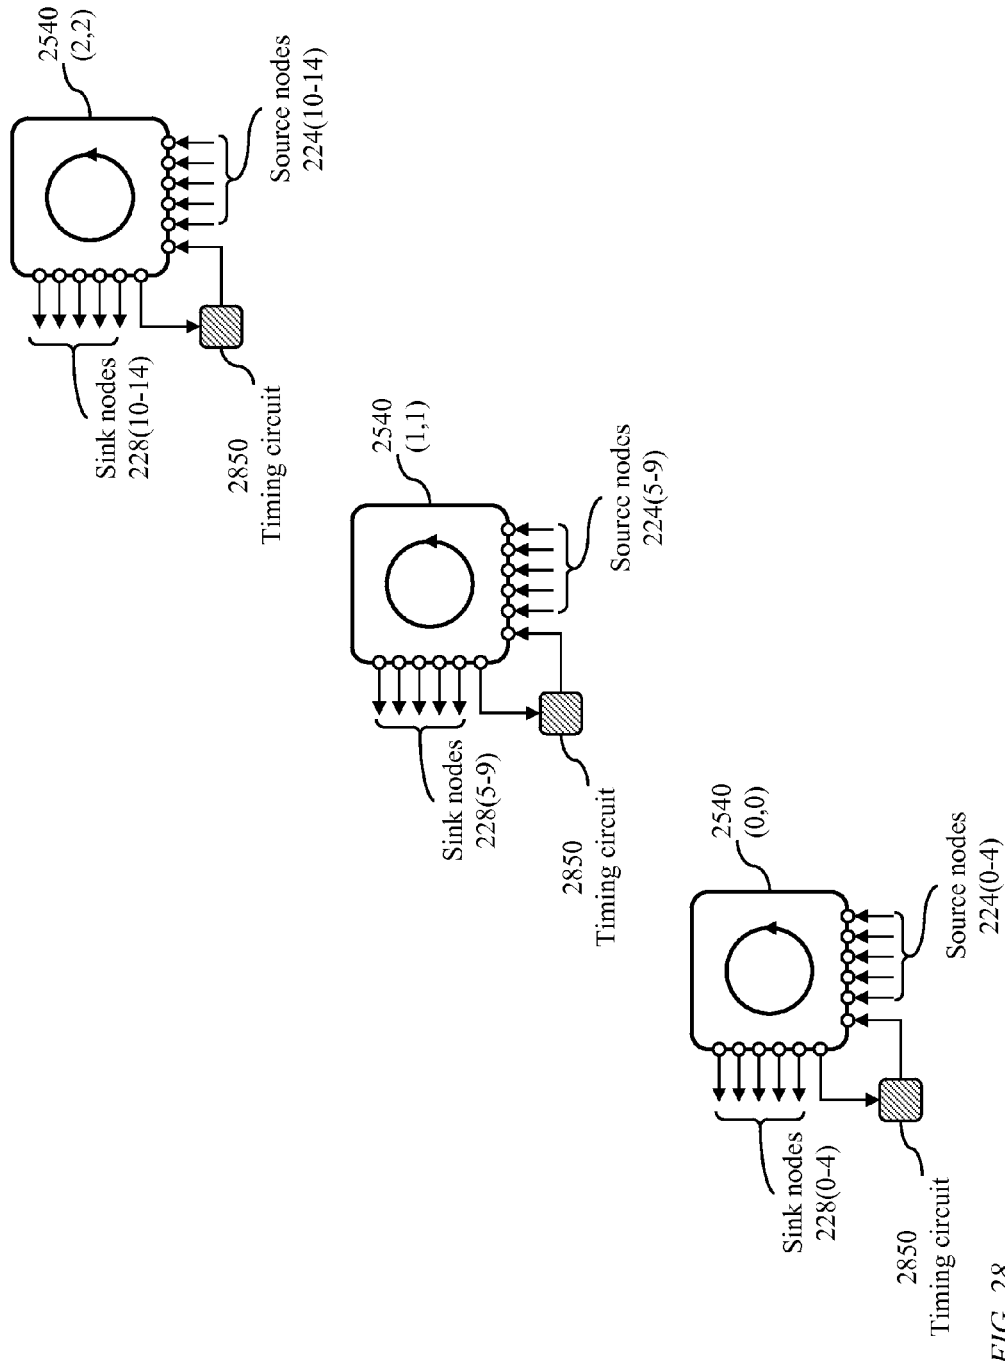 2540
(2,2)
Source nodes
224(10-14)
Sink nodes
228(10-14)
2850
Timing circuit
2540
(1,1)
Source nodes
224(5-9)
Sink nodes
228(5-9)
2850
Timing circuit
2540
(0,0)
Source nodes
224(0-4)
Sink nodes
228(0-4)
2850
Timing circuit
FIG. 28